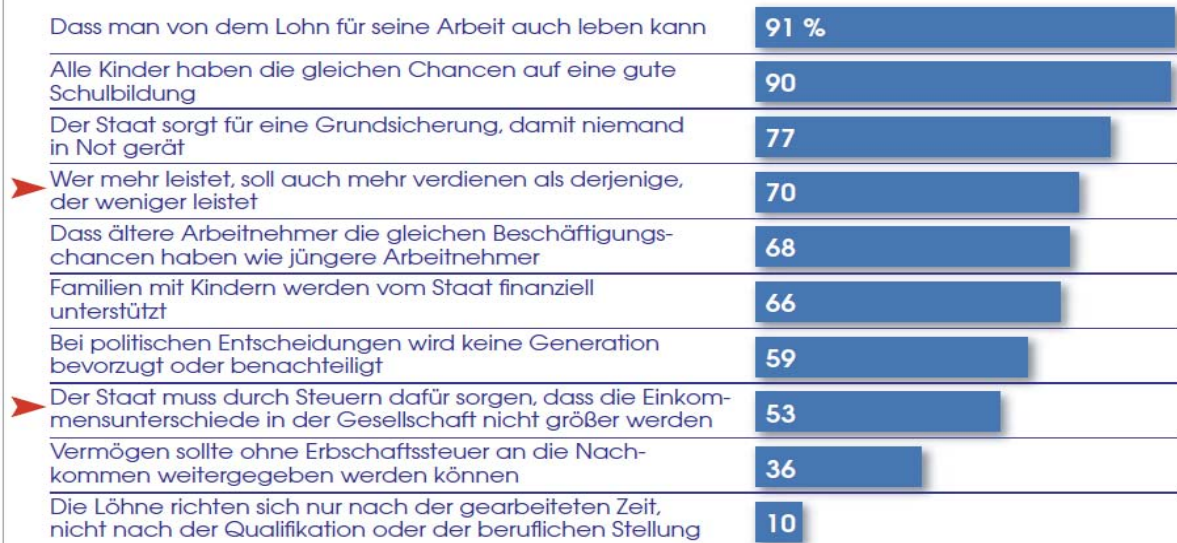 Dass man von dem Lohn für seine Arbeit auch leben kann
91 %
Alle Kinder haben die gleichen Chancen auf eine gute
Schulbildung
90
Der Staat sorgt für eine Grundsicherung, damit niemand
in Not gerät
77
Wer mehr leistet, soll auch mehr verdienen als derjenige,
der weniger leistet
70
Dass ältere Arbeitnehmer die gleichen Beschäftigungs-
chancen haben wie jüngere Arbeitnehmer
68
Familien mit Kindern werden vom Staat finanziell
unterstützt
66
Bei politischen Entscheidungen wird keine Generation
bevorzugt oder benachteiligt
59
Der Staat muss durch Steuern dafür sorgen, dass die Einkom-
mensunterschiede in der Gesellschaft nicht größer werden
53
Vermögen sollte ohne Erbschaftssteuer an die Nach-
kommen weitergegeben werden können
36
Die Löhne richten sich nur nach der gearbeiteten Zeit,
nicht nach der Qualifikation oder der beruflichen Stellung
10